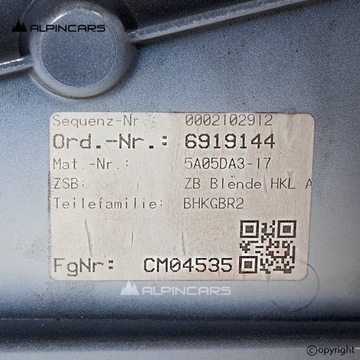 ALPINCARS
Sequenz-Nr.: 0002102912
Ord.-Nr.: 6919144
Mat.-Nr.: 5A05DA3-17
ZSB: ZB Blende HKL A
Teilefamilie: BHKGBR2
FgNr: CM04535
ALPINCARS
©opyright